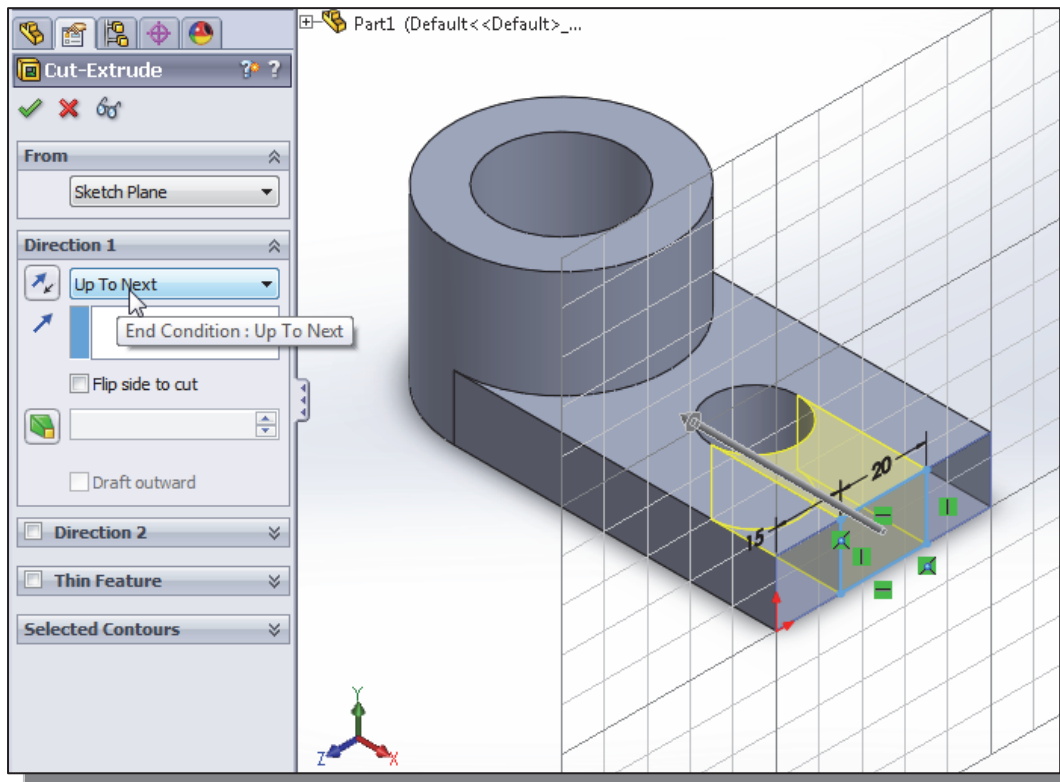 Part1 (Default<<Default>_...
Cut-Extrude
? ?
From
Sketch Plane
Direction 1
Up To Next
End Condition : Up To Next
Flip side to cut
Draft outward
Direction 2
Thin Feature
Selected Contours
20
15
Y
Z
X